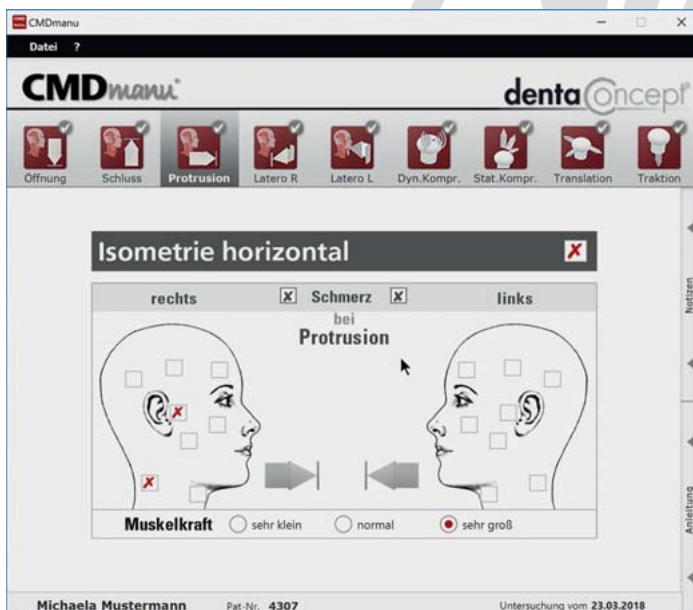 CMDmanu
Datei ?
CMDmanu®
dentaConcept®
Öffnung Schluss Protrusion Latero R Latero L Dyn.Kompr. Stat.Kompr. Translation Traktion
Isometrie horizontal
rechts Schmerz links
bei
Protrusion
Muskelkraft sehr klein normal sehr groß
Notizen
Anleitung
Michaela Mustermann Pat-Nr. 4307 Untersuchung vom 23.03.2018